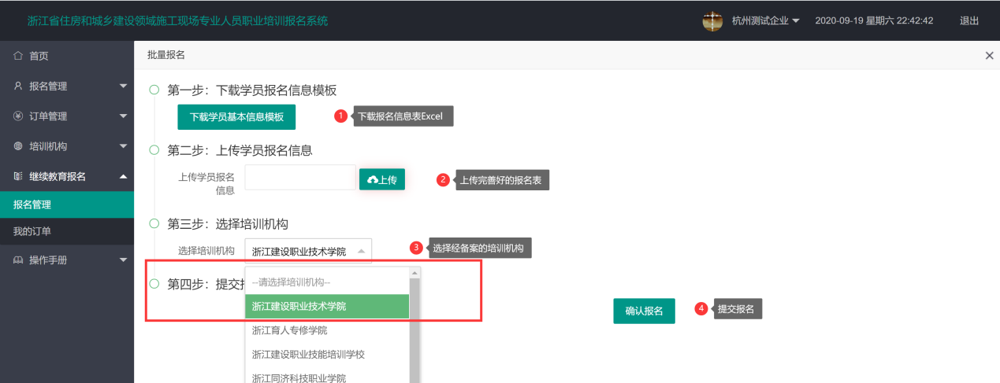 浙江省住房和城乡建设领域施工现场专业人员职业培训报名系统
杭州测试企业
2020-09-19 星期六 22:42:42
退出
首页
报名管理
订单管理
培训机构
继续教育报名
报名管理
我的订单
操作手册
批量报名
第一步：下载学员报名信息模板
下载学员基本信息模板
1 下载报名信息表Excel
第二步：上传学员报名信息
上传学员报名
信息
上传
2 上传完善好的报名表
第三步：选择培训机构
选择培训机构
浙江建设职业技术学院
3 选择经备案的培训机构
第四步：提交
--请选择培训机构--
浙江建设职业技术学院
浙江育人专修学院
浙江建设职业技能培训学校
浙江同济科技职业学院
确认报名
4 提交报名